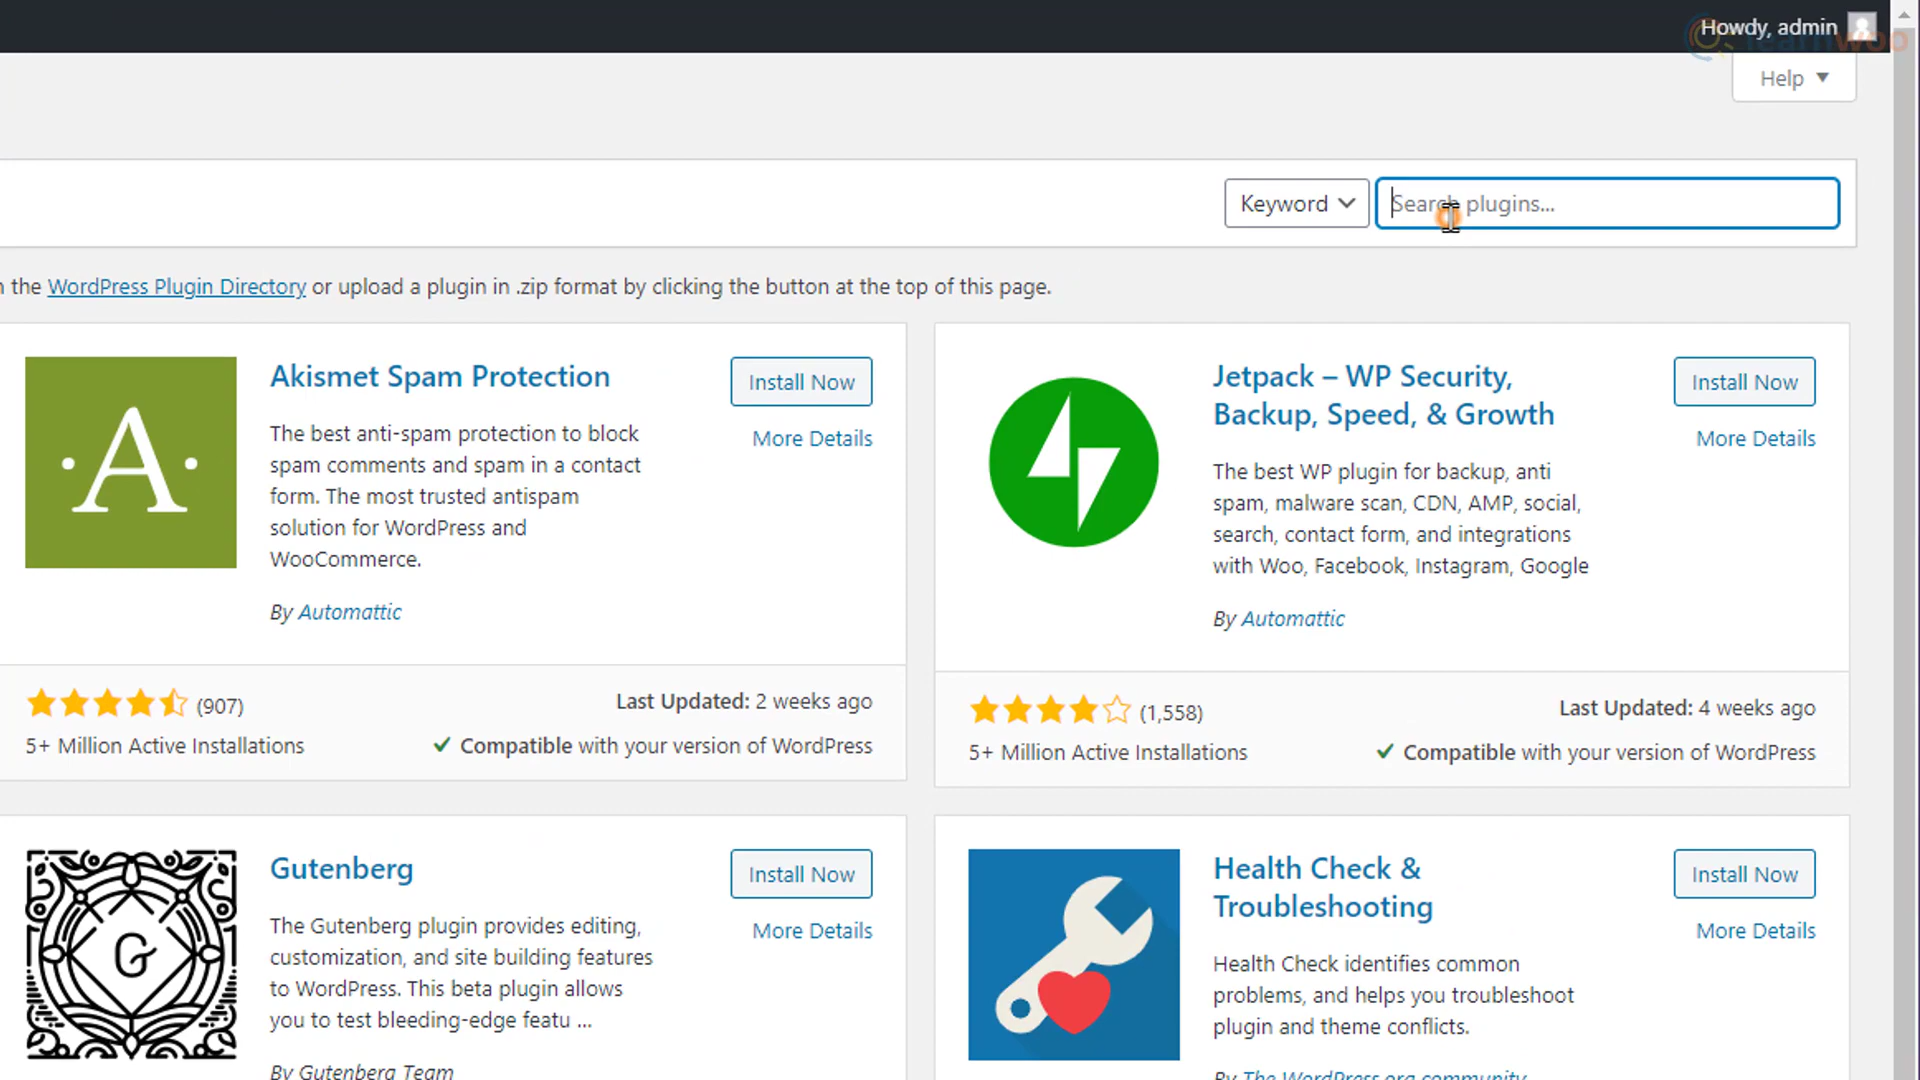 Howdy, admin
Help
Keyword
Search plugins...
the WordPress Plugin Directory or upload a plugin in .zip format by clicking the button at the top of this page.
Akismet Spam Protection
Install Now
More Details
The best anti-spam protection to block
spam comments and spam in a contact
form. The most trusted antispam
solution for WordPress and
WooCommerce.
By Automattic
(907)
Last Updated: 2 weeks ago
5+ Million Active Installations
Compatible with your version of WordPress
Jetpack – WP Security,
Backup, Speed, & Growth
Install Now
More Details
The best WP plugin for backup, anti
spam, malware scan, CDN, AMP, social,
search, contact form, and integrations
with Woo, Facebook, Instagram, Google
By Automattic
(1,558)
Last Updated: 4 weeks ago
5+ Million Active Installations
Compatible with your version of WordPress
Gutenberg
Install Now
More Details
The Gutenberg plugin provides editing,
customization, and site building features
to WordPress. This beta plugin allows
you to test bleeding-edge featu ...
By Gutenberg Team
Health Check &
Troubleshooting
Install Now
More Details
Health Check identifies common
problems, and helps you troubleshoot
plugin and theme conflicts.
By The WordPress.org community